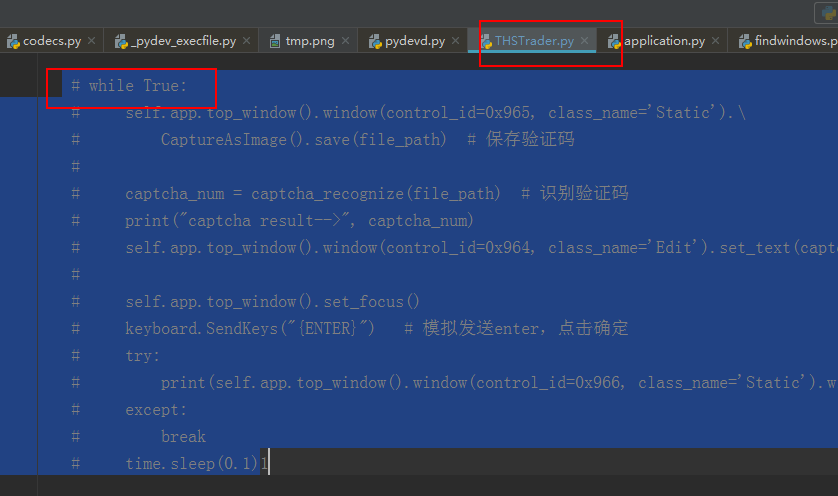 codecs.py × _pydev_execfile.py × tmp.png × pydevd.py × THSTrader.py × application.py × findwindows.p
# while True:
#     self.app.top_window().window(control_id=0x965, class_name='Static').\
#         CaptureAsImage().save(file_path)  # 保存验证码
#
#     captcha_num = captcha_recognize(file_path)  # 识别验证码
#     print("captcha result-->", captcha_num)
#     self.app.top_window().window(control_id=0x964, class_name='Edit').set_text(captc
#
#     self.app.top_window().set_focus()
#     keyboard.SendKeys("{ENTER}")   # 模拟发送enter，点击确定
#     try:
#         print(self.app.top_window().window(control_id=0x966, class_name='Static').w
#     except:
#         break
#     time.sleep(0.1)1